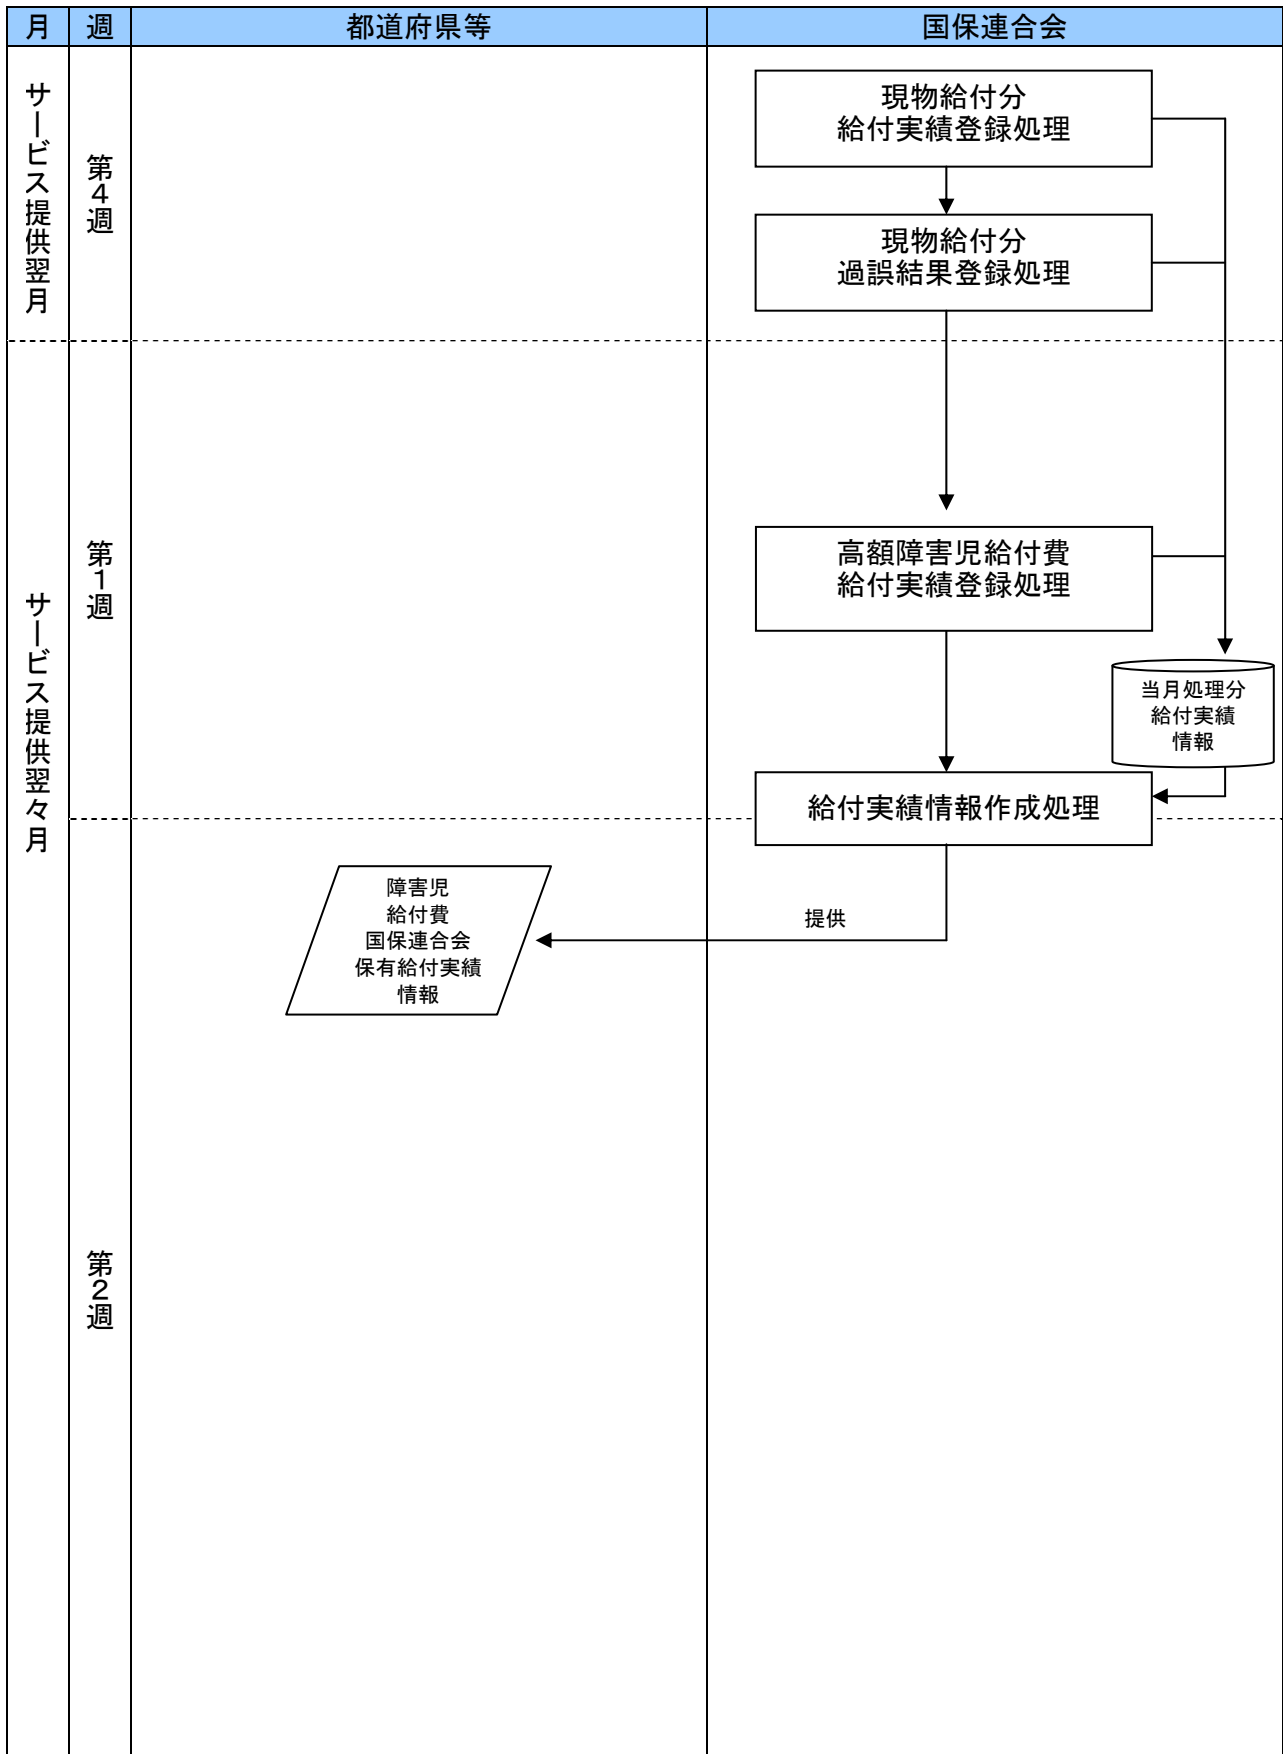 月
週
都道府県等
国保連合会
サービス提供翌月
第4週
現物給付分
給付実績登録処理
現物給付分
過誤結果登録処理
サービス提供翌々月
第1週
高額障害児給付費
給付実績登録処理
当月処理分
給付実績
情報
給付実績情報作成処理
第2週
障害児
給付費
国保連合会
保有給付実績
情報
提供